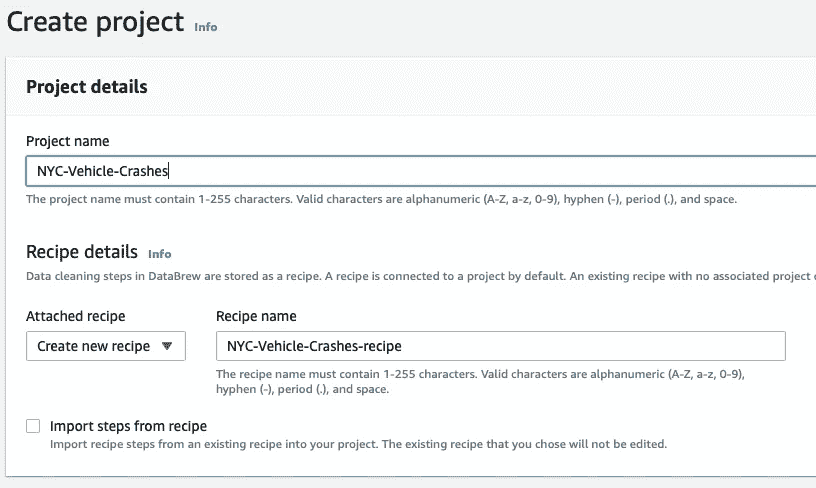 Create project Info
Project details
Project name
NYC-Vehicle-Crashes
The project name must contain 1-255 characters. Valid characters are alphanumeric (A-Z, a-z, 0-9), hyphen (-), period (.), and space.
Recipe details Info
Data cleaning steps in DataBrew are stored as a recipe. A recipe is connected to a project by default. An existing recipe with no associated project
Attached recipe
Recipe name
Create new recipe
NYC-Vehicle-Crashes-recipe
The recipe name must contain 1-255 characters. Valid characters are alphanumeric (A-Z, a-z, 0-9),
hyphen (-), period (.), and space.
Import steps from recipe
Import recipe steps from an existing recipe into your project. The existing recipe that you chose will not be edited.